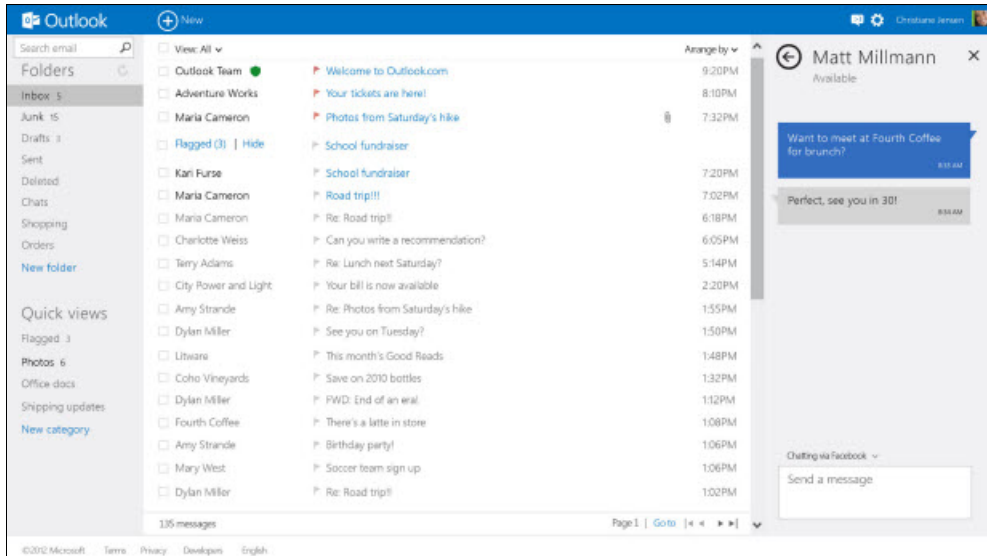 Outlook
New
Christiane Jensen
Search email
Folders
Inbox 5
Junk 15
Drafts 3
Sent
Deleted
Chats
Shopping
Orders
New folder
Quick views
Flagged 3
Photos 6
Office docs
Shipping updates
New category
View: All Arrange by
Outlook Team Welcome to Outlook.com 9:20PM
Adventure Works Your tickets are here! 8:10PM
Maria Cameron Photos from Saturday's hike 7:32PM
Flagged (3) | Hide School fundraiser
Kari Furse School fundraiser 7:20PM
Maria Cameron Road trip!!! 7:02PM
Maria Cameron Re: Road trip!! 6:18PM
Charlotte Weiss Can you write a recommendation? 6:05PM
Terry Adams Re: Lunch next Saturday? 5:14PM
City Power and Light Your bill is now available 2:20PM
Amy Strande Re: Photos from Saturday's hike 1:55PM
Dylan Miller See you on Tuesday? 1:50PM
Litware This month's Good Reads 1:48PM
Coho Vineyards Save on 2010 bottles 1:32PM
Dylan Miller FWD: End of an era! 1:12PM
Fourth Coffee There's a latte in store 1:08PM
Amy Strande Birthday party! 1:06PM
Mary West Soccer team sign up 1:06PM
Dylan Miller Re: Road trip!! 1:02PM
135 messages Page 1 | Go to
Matt Millmann
Available
Want to meet at Fourth Coffee
for brunch?
Perfect, see you in 30!
8:54 AM
Chatting via Facebook
Send a message
©2012 Microsoft Terms Privacy Developers English